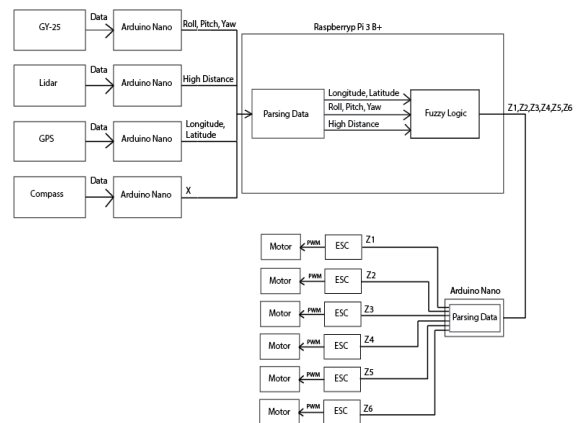 Raspberryp Pi 3 B+
GY-25
Data
Arduino Nano
Roll, Pitch, Yaw
Lidar
Data
Arduino Nano
High Distance
GPS
Data
Arduino Nano
Longitude,
Latitude
Compass
Data
Arduino Nano
X
Parsing Data
Longitude, Latitude
Roll, Pitch, Yaw
High Distance
Fuzzy Logic
Z1,Z2,Z3,Z4,Z5,Z6
Arduino Nano
Parsing Data
Motor
PWM
ESC
Z1
Motor
PWM
ESC
Z2
Motor
PWM
ESC
Z3
Motor
PWM
ESC
Z4
Motor
PWM
ESC
Z5
Motor
PWM
ESC
Z6